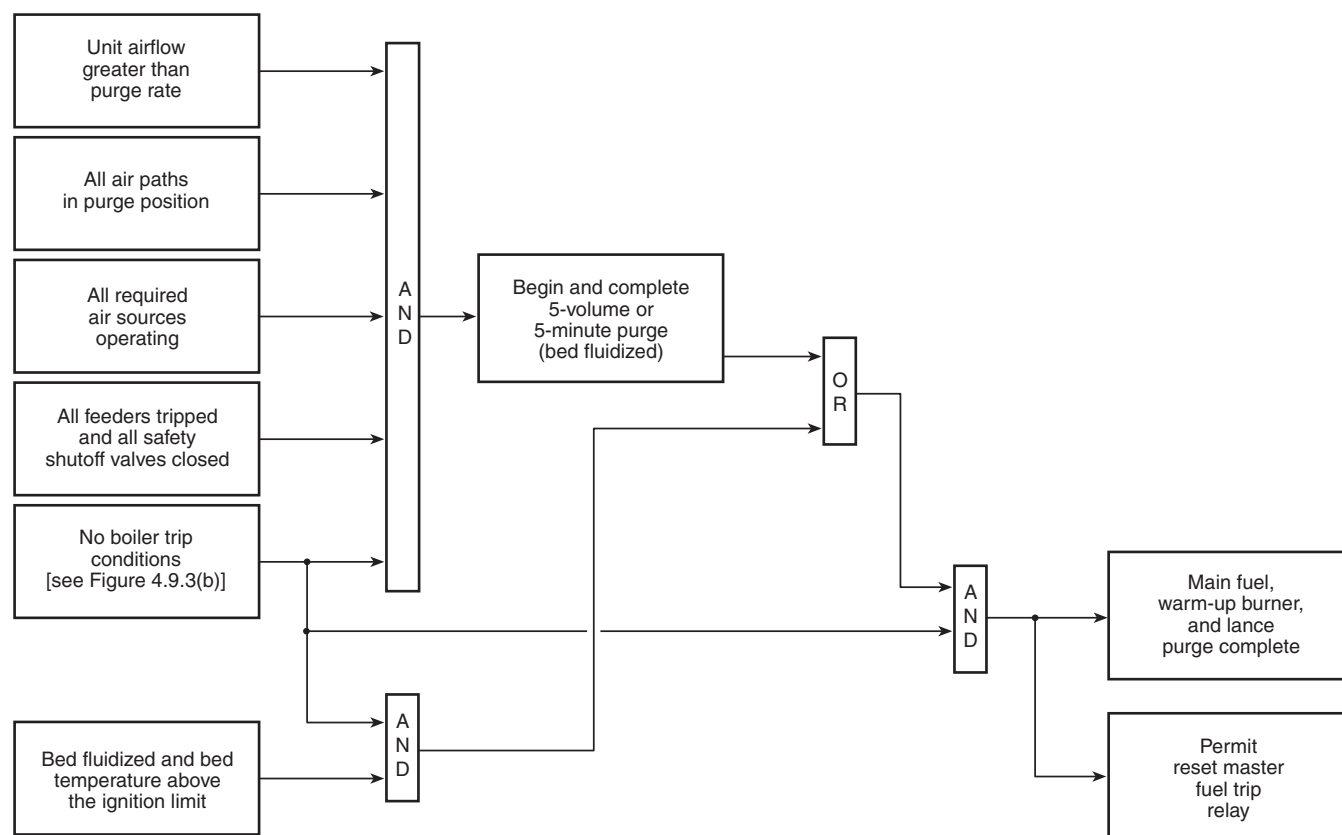 Unit airflow
greater than
purge rate
All air paths
in purge position
All required
air sources
operating
All feeders tripped
and all safety
shutoff valves closed
No boiler trip
conditions
[see Figure 4.9.3(b)]
Bed fluidized and bed
temperature above
the ignition limit
A
N
D
A
N
D
Begin and complete
5-volume or
5-minute purge
(bed fluidized)
O
R
A
N
D
Main fuel,
warm-up burner,
and lance
purge complete
Permit
reset master
fuel trip
relay